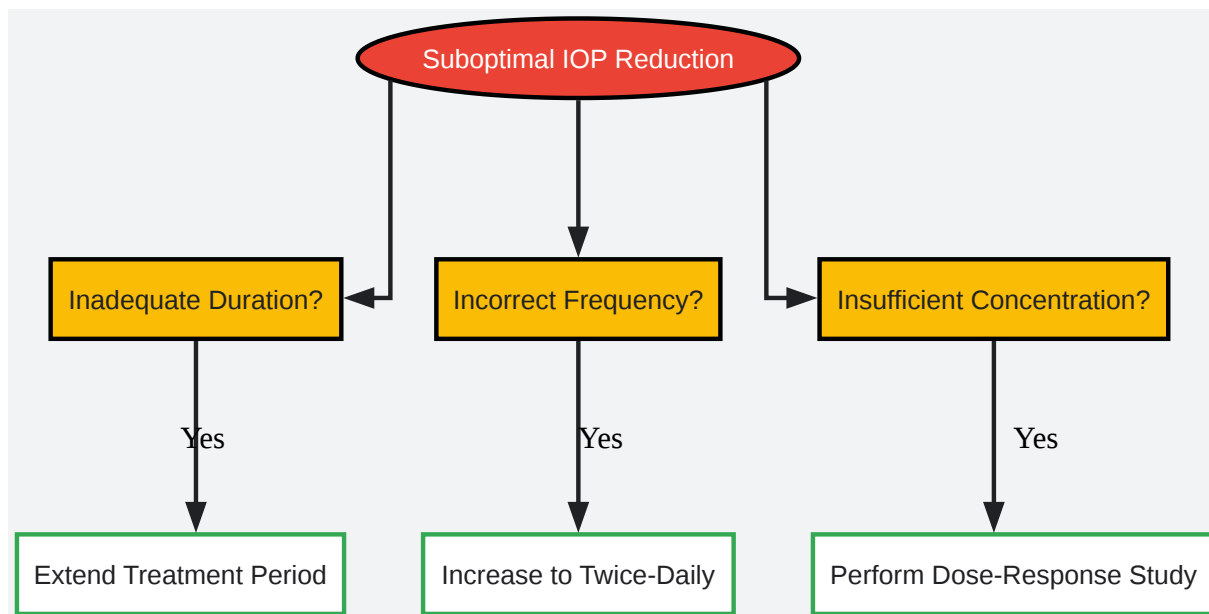 Suboptimal IOP Reduction
Inadequate Duration?
Incorrect Frequency?
Insufficient Concentration?
Yes
Yes
Yes
Extend Treatment Period
Increase to Twice-Daily
Perform Dose-Response Study